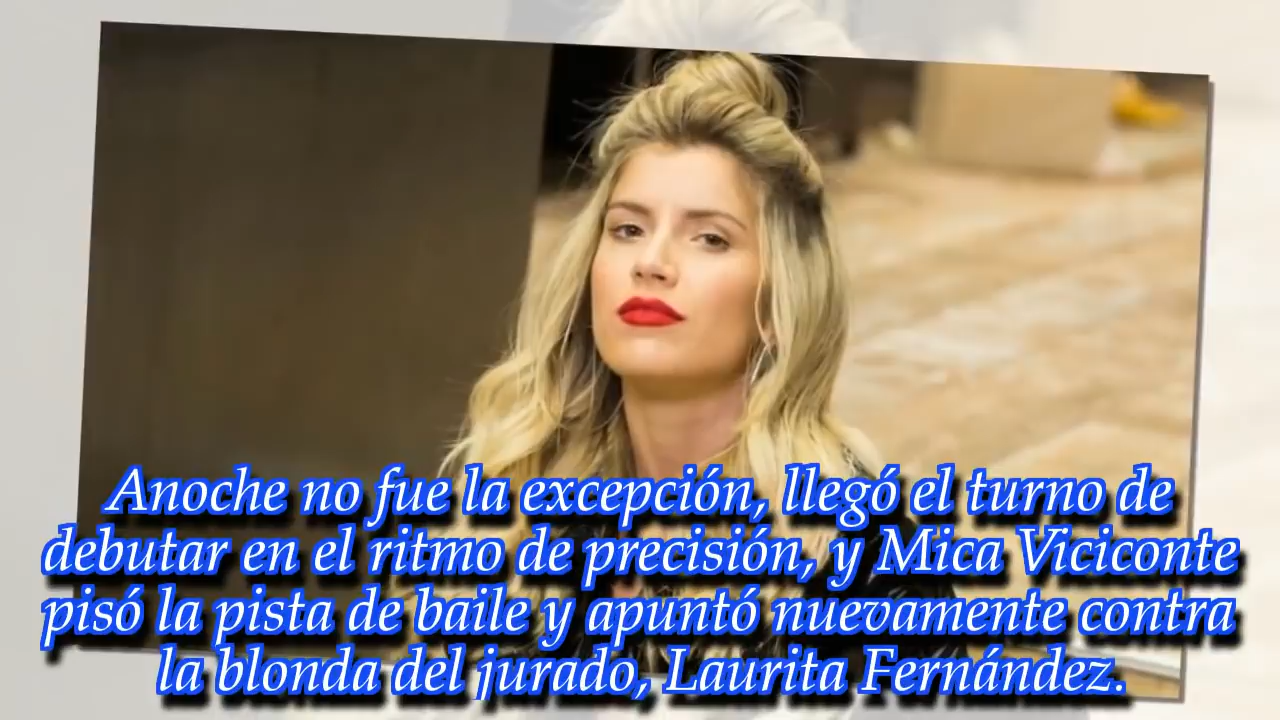 Anoche no fue la excepción, llegó el turno de
debutar en el ritmo de precisión, y Mica Viciconte
pisó la pista de baile y apuntó nuevamente contra
la blonda del jurado, Laurita Fernández.